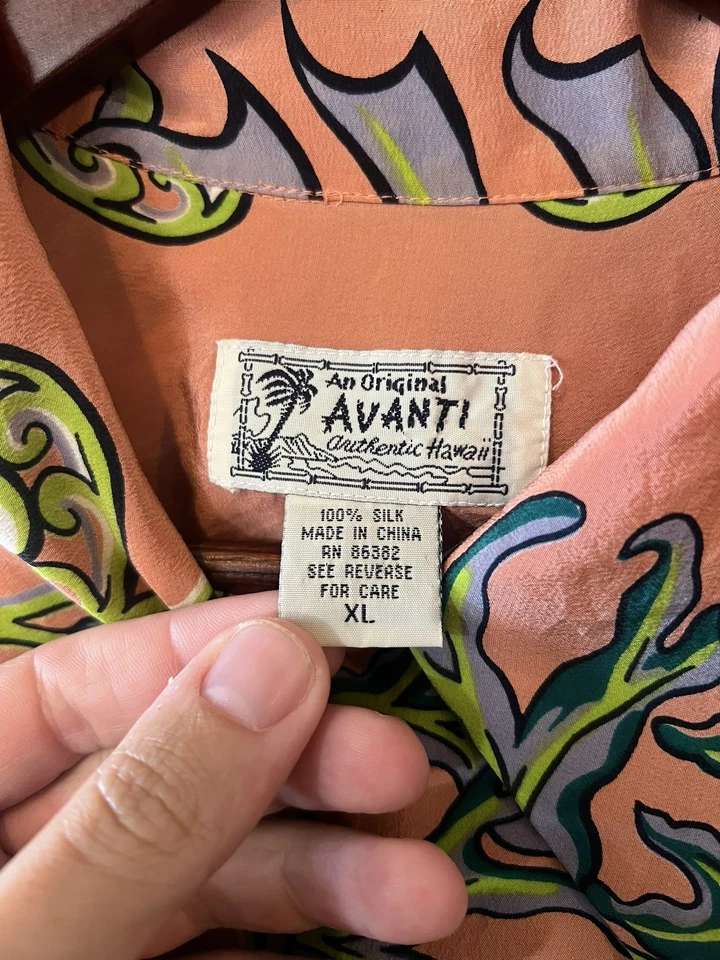 An Original
AVANTI
authentic Hawaii
100% SILK
MADE IN CHINA
RN 86382
SEE REVERSE
FOR CARE
XL